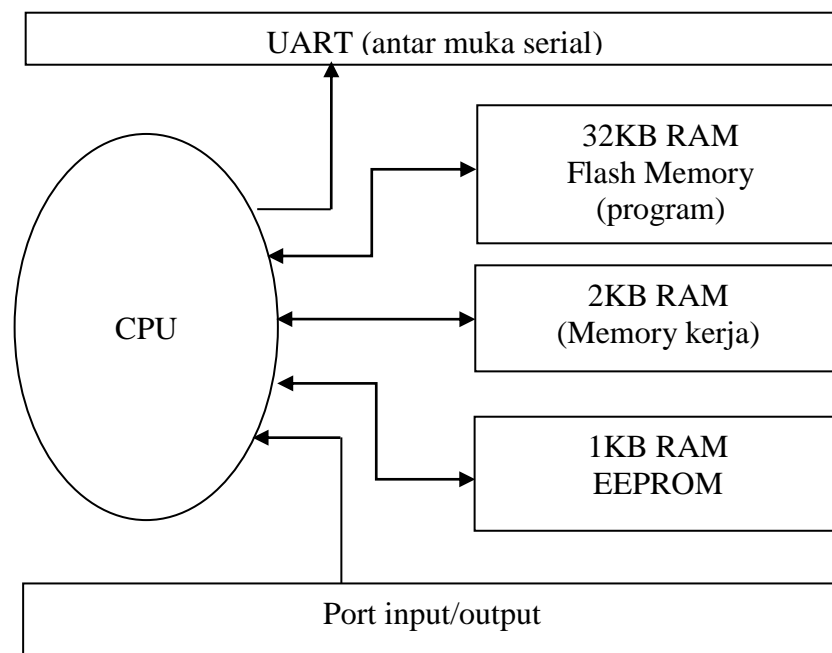 UART (antar muka serial)
32KB RAM
Flash Memory
(program)
CPU
2KB RAM
(Memory kerja)
1KB RAM
EEPROM
Port input/output